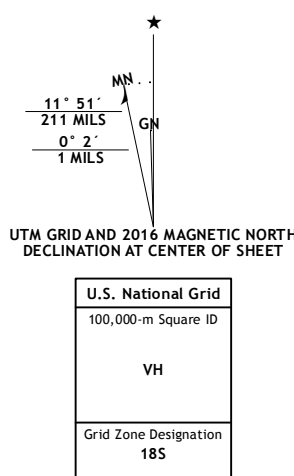 ★
MN
11° 51´
211 MILS
GN
0° 2´
1 MILS
UTM GRID AND 2016 MAGNETIC NORTH
DECLINATION AT CENTER OF SHEET
U.S. National Grid
100,000-m Square ID
VH
Grid Zone Designation
18S